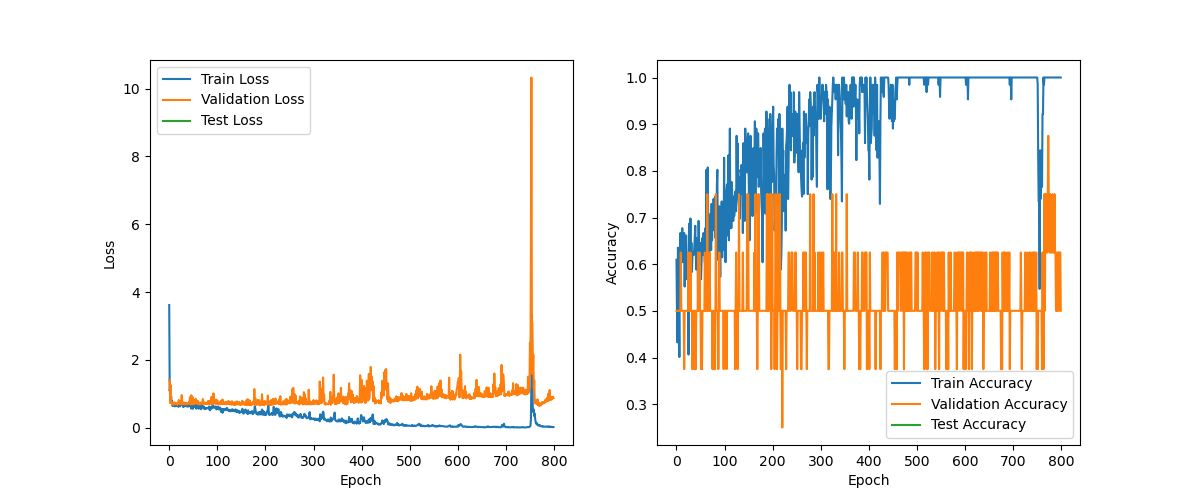 Train Loss
Validation Loss
Test Loss
10
8
6
4
2
0
Loss
0 100 200 300 400 500 600 700 800
Epoch
1.0
0.9
0.8
0.7
0.6
0.5
0.4
0.3
Accuracy
Train Accuracy
Validation Accuracy
Test Accuracy
0 100 200 300 400 500 600 700 800
Epoch